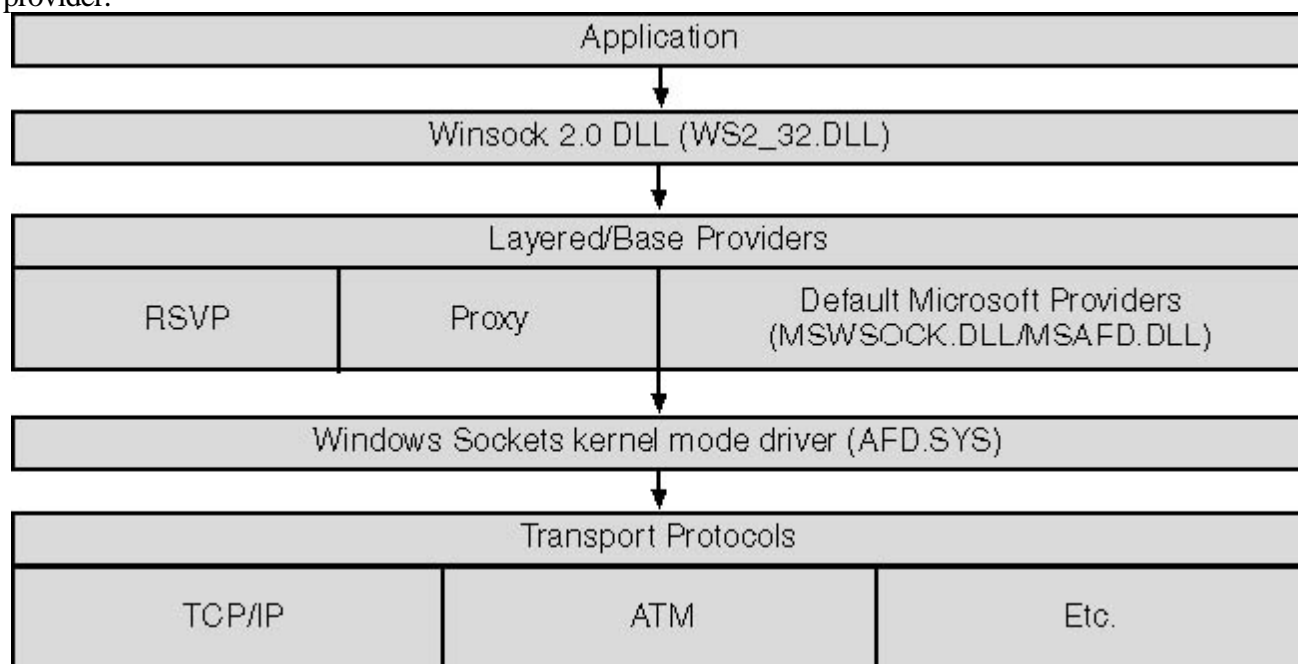 provider.
Application
Winsock 2.0 DLL (WS2_32.DLL)
Layered/Base Providers
RSVP
Proxy
Default Microsoft Providers
(MSWSOCK.DLL/MSAFD.DLL)
Windows Sockets kernel mode driver (AFD.SYS)
Transport Protocols
TCP/IP
ATM
Etc.